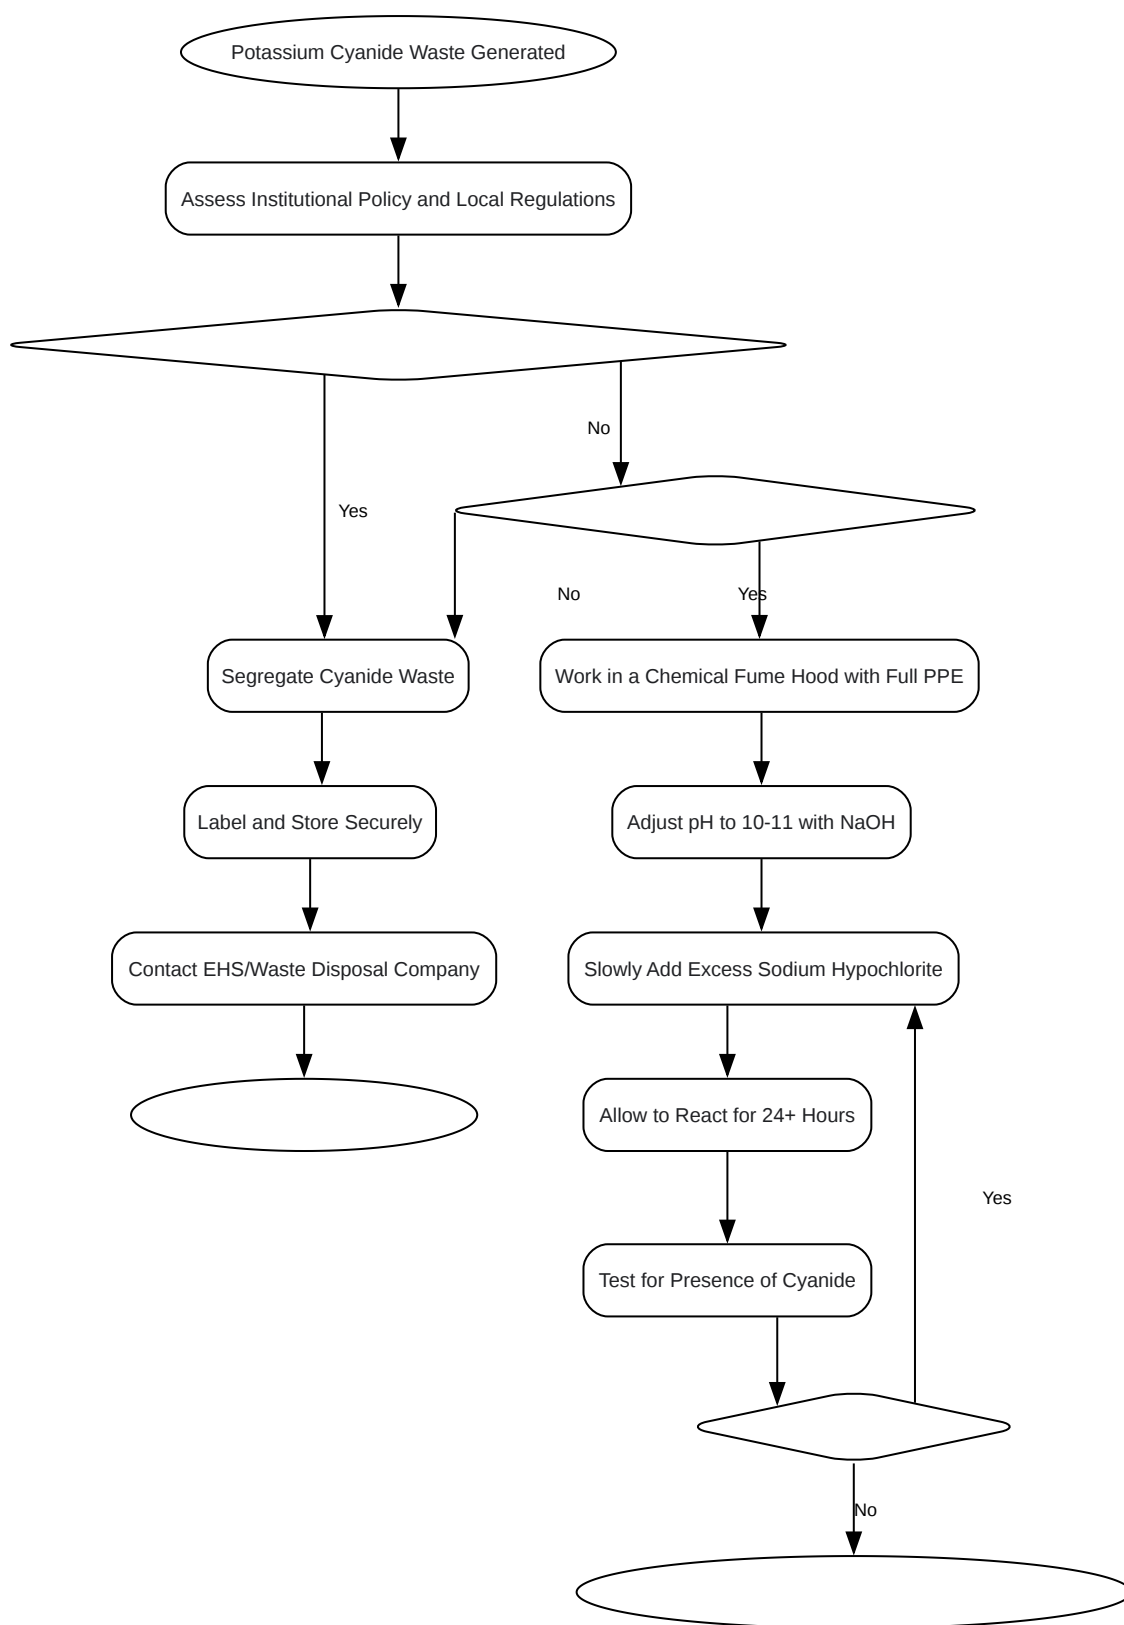 Potassium Cyanide Waste Generated
Assess Institutional Policy and Local Regulations
No
Yes
No
Yes
Segregate Cyanide Waste
Work in a Chemical Fume Hood with Full PPE
Label and Store Securely
Adjust pH to 10-11 with NaOH
Contact EHS/Waste Disposal Company
Slowly Add Excess Sodium Hypochlorite
Allow to React for 24+ Hours
Yes
Test for Presence of Cyanide
No